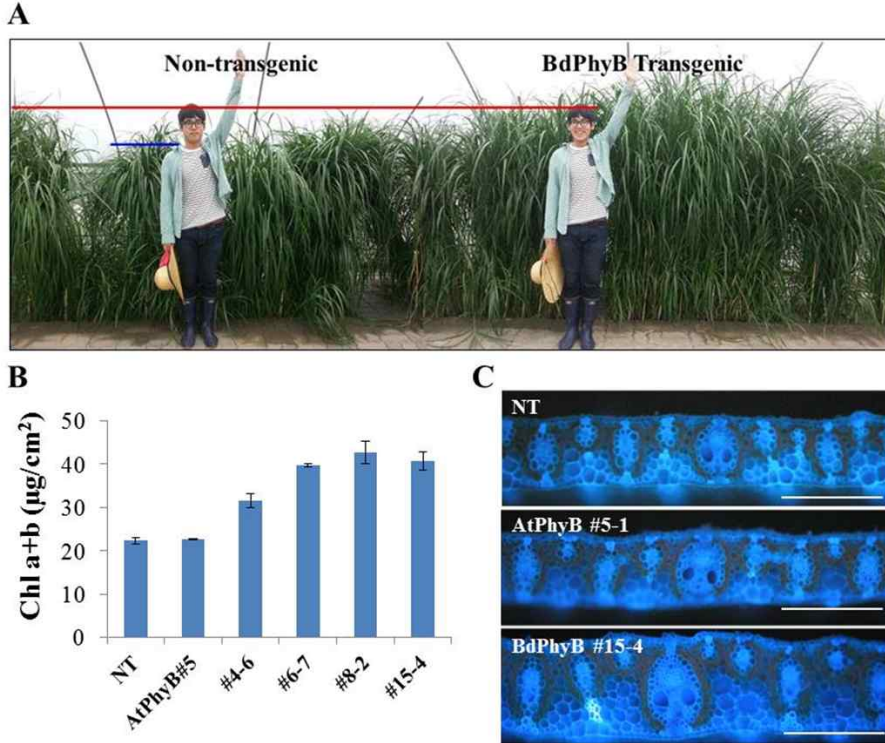 A
Non-transgenic
BdPhyB Transgenic
B
Chl a+b (µg/cm²)
50
40
30
20
10
0
NT
AtPhyB#5
#4-6
#6-7
#8-2
#15-4
C
NT
AtPhyB #5-1
BdPhyB #15-4